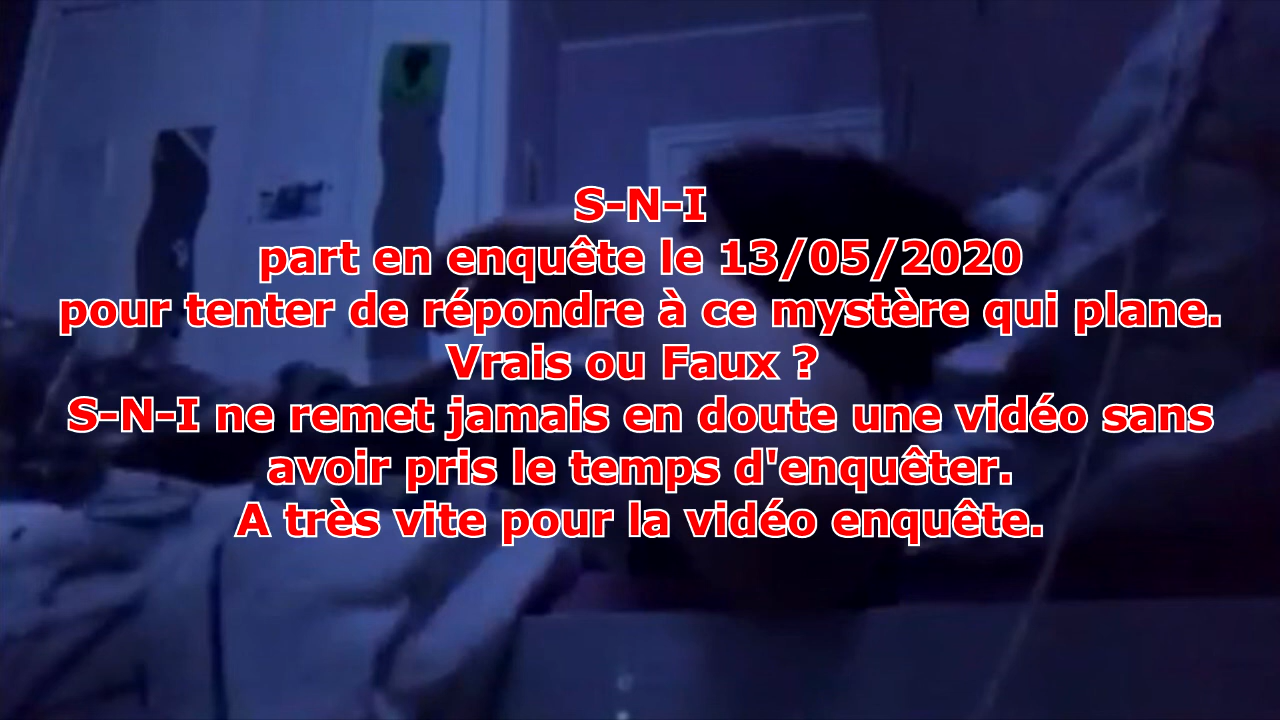 S-N-I
part en enquête le 13/05/2020
pour tenter de répondre à ce mystère qui plane.
Vrais ou Faux ?
S-N-I ne remet jamais en doute une vidéo sans
avoir pris le temps d'enquêter.
A très vite pour la vidéo enquête.